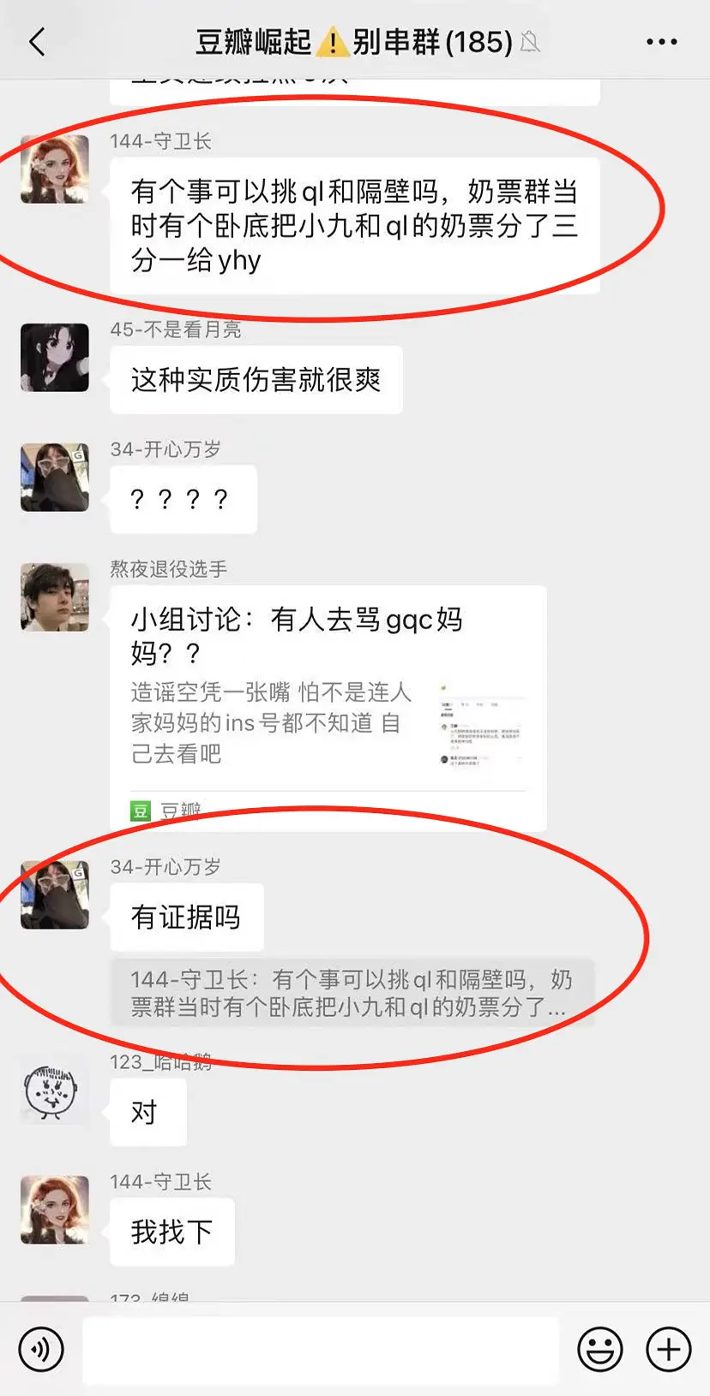 豆瓣崛起⚠️别串群(185)
144-守卫长
有个事可以挑ql和隔壁吗，奶票群当
时有个卧底把小九和ql的奶票分了三
分一给yhy
45-不是看月亮
这种实质伤害就很爽
34-开心万岁
？？？？
熬夜退役选手
小组讨论：有人去骂gqc妈
妈？？
造谣空凭一张嘴 怕不是连人
家妈妈的ins号都不知道 自
己去看吧
豆 豆瓣
34-开心万岁
有证据吗
144-守卫长：有个事可以挑ql和隔壁吗，奶
票群当时有个卧底把小九和ql的奶票分了...
123_哈哈鹅
对
144-守卫长
我找下
173-绵绵